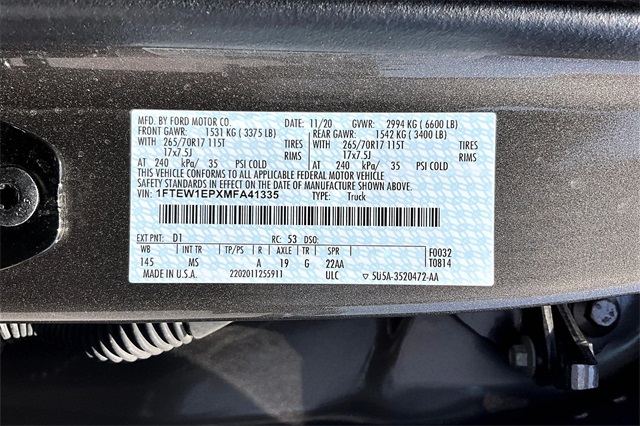 MFD. BY FORD MOTOR CO. DATE: 11/20 GVWR: 2994 KG ( 6600 LB)
FRONT GAWR: 1531 KG ( 3375 LB) REAR GAWR: 1542 KG ( 3400 LB)
WITH 265/70R17 115T TIRES WITH 265/70R17 115T TIRES
17x7.5J RIMS 17x7.5J RIMS
AT 240 kPa/ 35 PSI COLD AT 240 kPa/ 35 PSI COLD
THIS VEHICLE CONFORMS TO ALL APPLICABLE FEDERAL MOTOR VEHICLE
SAFETY AND THEFT PREVENTION STANDARDS IN EFFECT ON THE DATE OF MANUFACTURE SHOWN ABOVE.
VIN: 1FTEW1EPXMFA41335 TYPE: Truck
EXT PNT: D1 RC: 53 DSO: F0032
WB INT TR TP/PS R AXLE TR SPR T0814
145 MS A 19 G 22AA
MADE IN U.S.A. 2202011255911 ULC ▽ 5U5A-3520472-AA